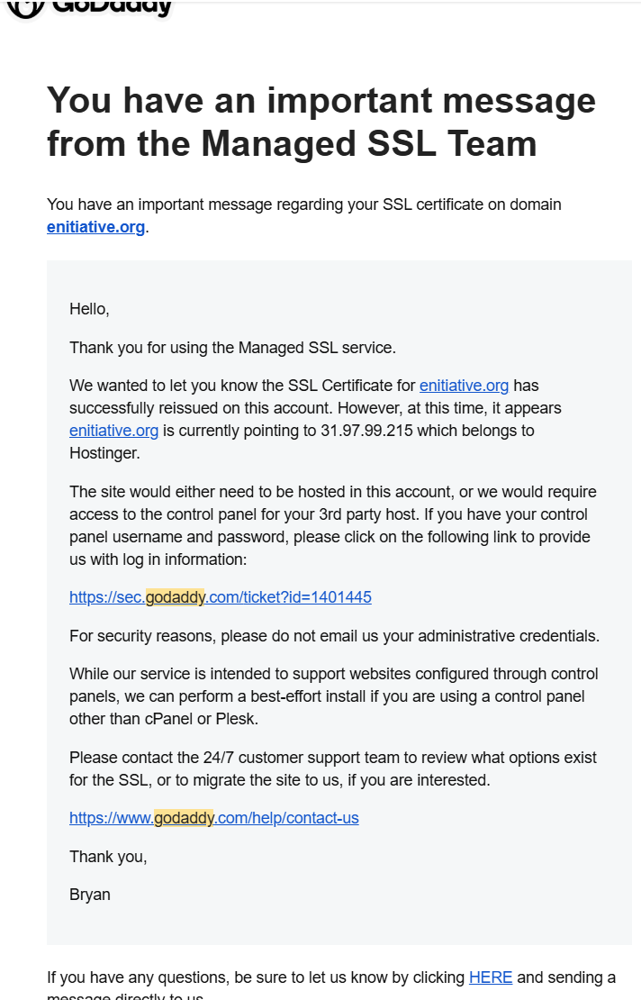 GoDaddy
You have an important message
from the Managed SSL Team
You have an important message regarding your SSL certificate on domain
enitiative.org.
Hello,
Thank you for using the Managed SSL service.
We wanted to let you know the SSL Certificate for enitiative.org has
successfully reissued on this account. However, at this time, it appears
enitiative.org is currently pointing to 31.97.99.215 which belongs to
Hostinger.
The site would either need to be hosted in this account, or we would require
access to the control panel for your 3rd party host. If you have your control
panel username and password, please click on the following link to provide
us with log in information:
https://sec.godaddy.com/ticket?id=1401445
For security reasons, please do not email us your administrative credentials.
While our service is intended to support websites configured through control
panels, we can perform a best-effort install if you are using a control panel
other than cPanel or Plesk.
Please contact the 24/7 customer support team to review what options exist
for the SSL, or to migrate the site to us, if you are interested.
https://www.godaddy.com/help/contact-us
Thank you,
Bryan
If you have any questions, be sure to let us know by clicking HERE and sending a
message directly to us